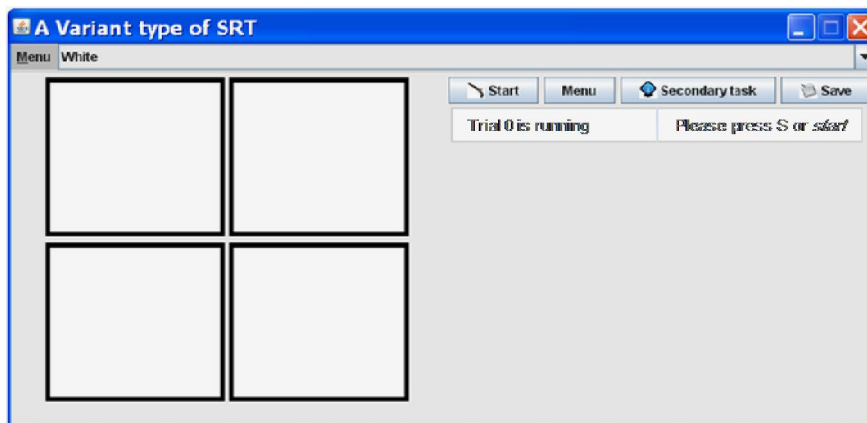 A Variant type of SRT
Menu White
Start Menu Secondary task Save
Trial 0 is running Please press S or start